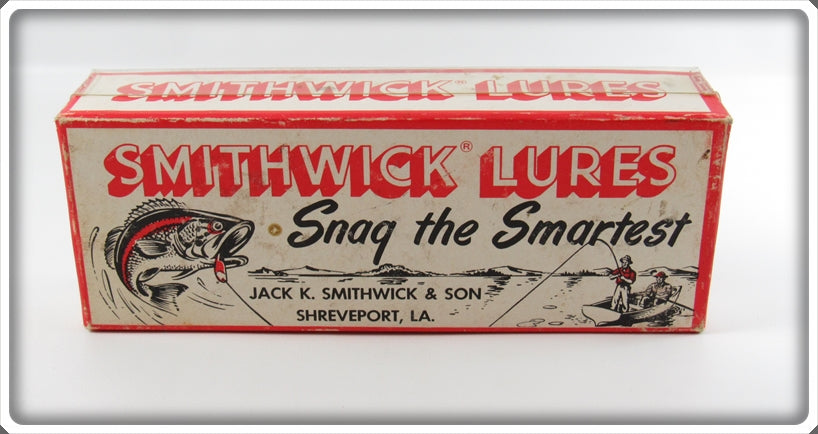 SMITHWICK® LURES
SMITHWICK® LURES
Snag the Smartest
JACK K. SMITHWICK & SON
SHREVEPORT, LA.